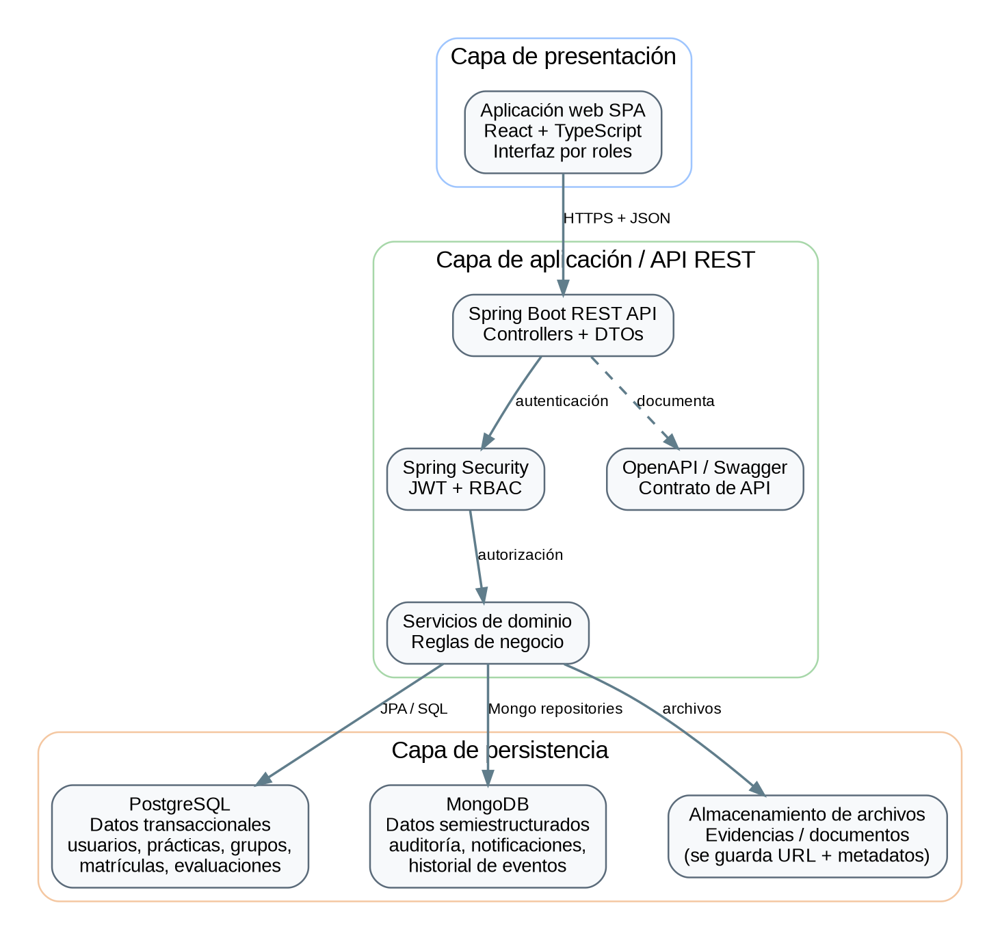 Capa de presentación
Aplicación web SPA
React + TypeScript
Interfaz por roles
HTTPS + JSON
Capa de aplicación / API REST
Spring Boot REST API
Controllers + DTOs
autenticación
documenta
Spring Security
JWT + RBAC
OpenAPI / Swagger
Contrato de API
autorización
Servicios de dominio
Reglas de negocio
JPA / SQL
Mongo repositories
archivos
Capa de persistencia
PostgreSQL
Datos transaccionales
usuarios, prácticas, grupos,
matrículas, evaluaciones
MongoDB
Datos semiestructurados
auditoría, notificaciones,
historial de eventos
Almacenamiento de archivos
Evidencias / documentos
(se guarda URL + metadatos)